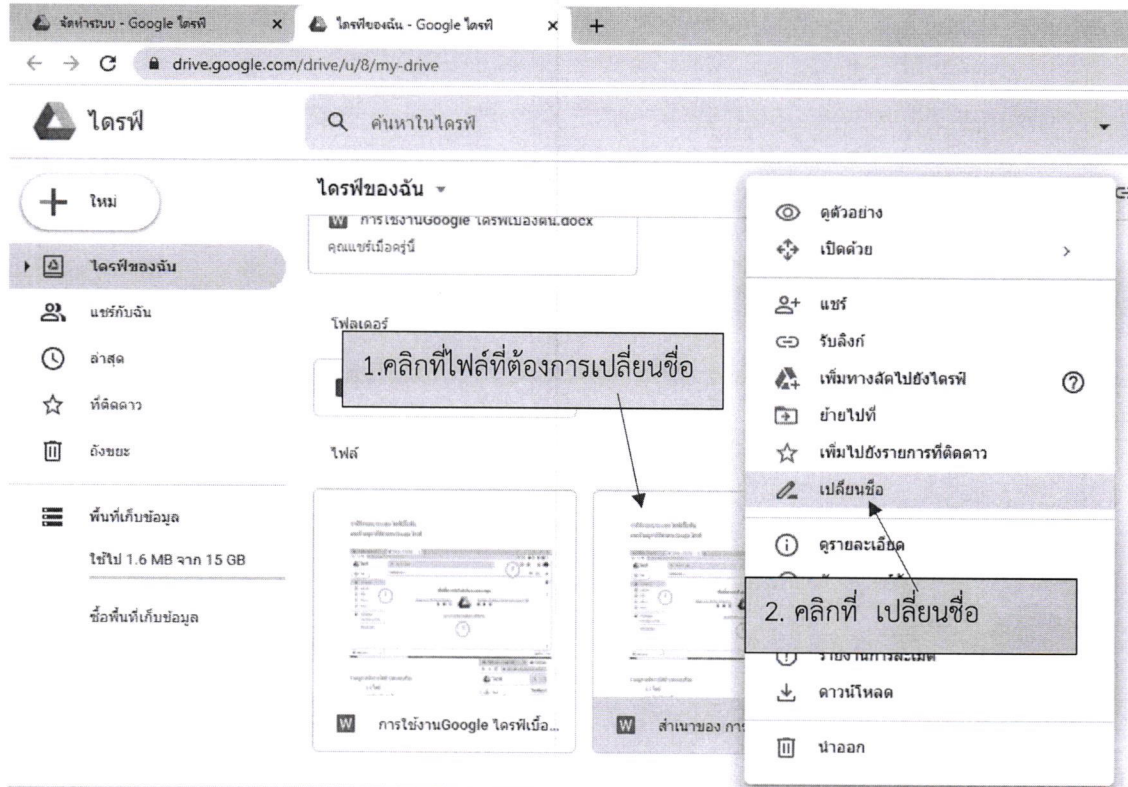 จัดทำระบบ - Google ไดรฟ์
ไดรฟ์ของฉัน - Google ไดรฟ์
drive.google.com/drive/u/8/my-drive
ไดรฟ์
ค้นหาในไดรฟ์
ใหม่
ไดรฟ์ของฉัน
แชร์กับฉัน
ล่าสุด
ที่ติดดาว
ถังขยะ
พื้นที่เก็บข้อมูล
ใช้ไป 1.6 MB จาก 15 GB
ซื้อพื้นที่เก็บข้อมูล
ไดรฟ์ของฉัน
W การใช้งานGoogle ไดรฟ์เบื้องต้น.docx
คุณแชร์เมื่อครู่นี้
โฟลเดอร์
1.คลิกที่ไฟล์ที่ต้องการเปลี่ยนชื่อ
ไฟล์
W การใช้งานGoogle ไดรฟ์เบื้อ...
W สำเนาของ การ
ดูตัวอย่าง
เปิดด้วย
แชร์
รับลิงก์
เพิ่มทางลัดไปยังไดรฟ์
ย้ายไปที่
เพิ่มไปยังรายการที่ติดดาว
เปลี่ยนชื่อ
ดูรายละเอียด
2. คลิกที่ เปลี่ยนชื่อ
รายงานการละเมิด
ดาวน์โหลด
นำออก